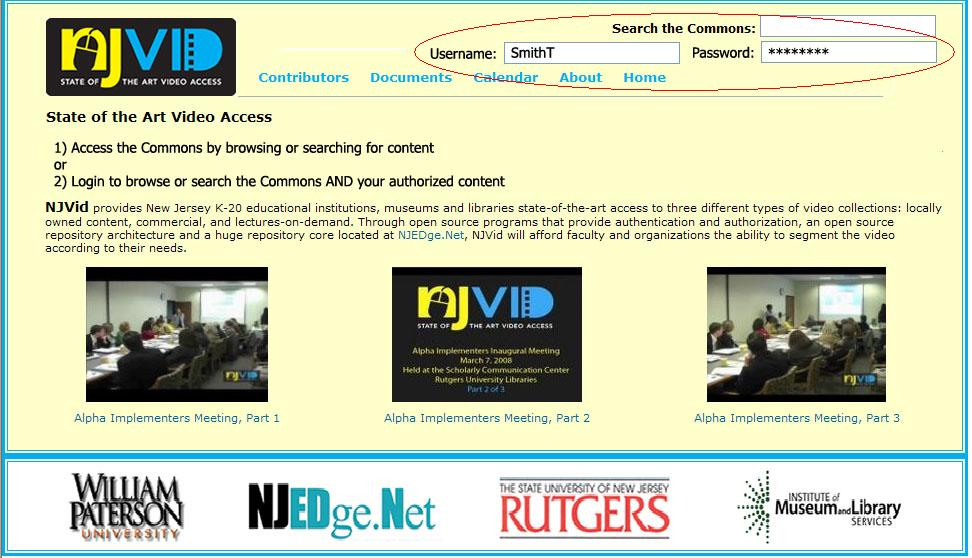 NJVID
STATE OF THE ART VIDEO ACCESS
Search the Commons:
Username: SmithT Password: ********
Contributors Documents Calendar About Home
State of the Art Video Access
1) Access the Commons by browsing or searching for content
or
2) Login to browse or search the Commons AND your authorized content
NJVid provides New Jersey K-20 educational institutions, museums and libraries state-of-the-art access to three different types of video collections: locally
owned content, commercial, and lectures-on-demand. Through open source programs that provide authentication and authorization, an open source
repository architecture and a huge repository core located at NJEDge.Net, NJVid will afford faculty and organizations the ability to segment the video
according to their needs.
NJVID
NJVID
STATE OF THE ART VIDEO ACCESS
Alpha Implementers Inaugural Meeting
March 7, 2008
Held at the Scholarly Communication Center
Rutgers University Libraries
Part 2 of 3
NJVID
Alpha Implementers Meeting, Part 1
Alpha Implementers Meeting, Part 2
Alpha Implementers Meeting, Part 3
WILLIAM
PATERSON
UNIVERSITY
NJEDge.Net
THE STATE UNIVERSITY OF NEW JERSEY
RUTGERS
INSTITUTE of
Museum and Library
SERVICES